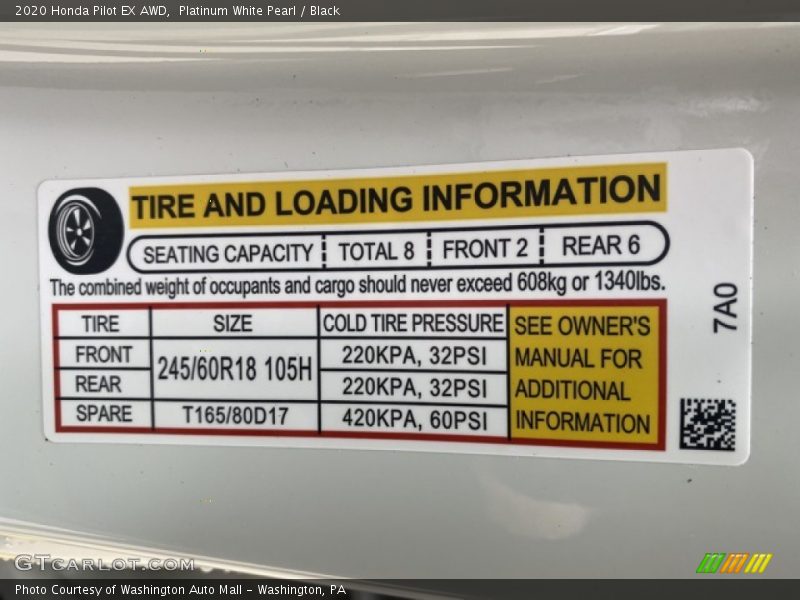 2020 Honda Pilot EX AWD,  Platinum White Pearl / Black
TIRE AND LOADING INFORMATION
SEATING CAPACITY TOTAL 8 FRONT 2 REAR 6
The combined weight of occupants and cargo should never exceed 608kg or 1340lbs.
TIRE SIZE COLD TIRE PRESSURE
FRONT 245/60R18 105H 220KPA, 32PSI
REAR 220KPA, 32PSI
SPARE T165/80D17 420KPA, 60PSI
SEE OWNER'S
MANUAL FOR
ADDITIONAL
INFORMATION
7A0
GTCARLOT.COM
Photo Courtesy of Washington Auto Mall - Washington, PA